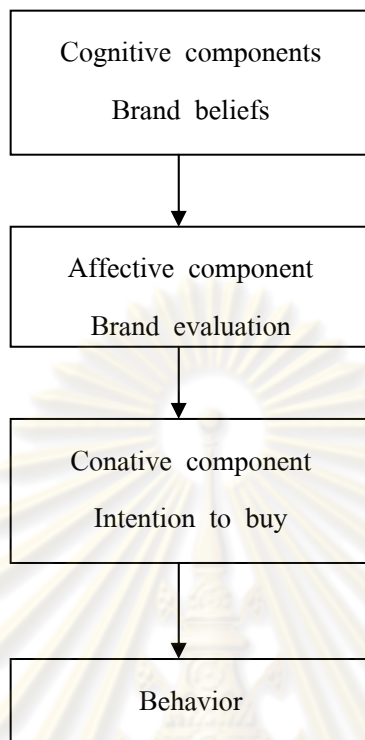 Cognitive components
Brand beliefs
Affective component
Brand evaluation
Conative component
Intention to buy
Behavior